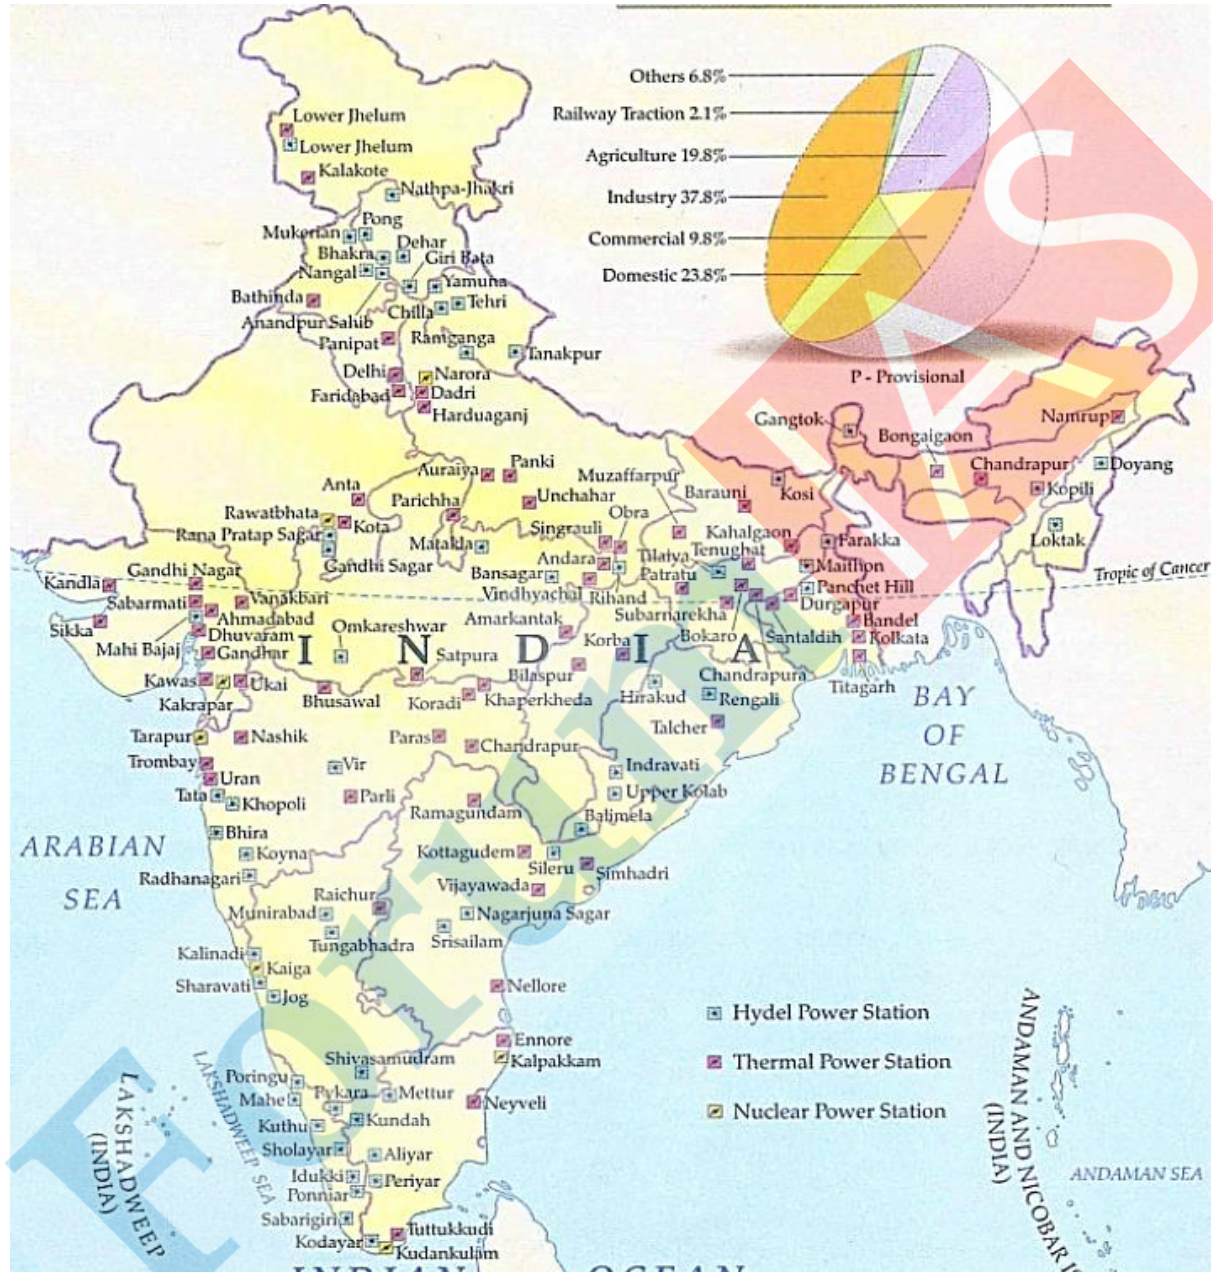 Others 6.8%
Railway Traction 2.1%
Agriculture 19.8%
Industry 37.8%
Commercial 9.8%
Domestic 23.8%
P - Provisional
Lower Jhelum
Lower Jhelum
Kalakote
Nathpa-Jhakri
Pong
Mukerian
Dehar
Bhakra
Giri Bata
Nangal
Yamuna
Bathinda
Tehri
Chilla
Anandpur Sahib
Panipat
Ramganga
Tanakpur
Delhi
Narora
Faridabad
Dadri
Harduaganj
Gangtok
Namrup
Bongaigaon
Auraiya
Panki
Muzaffarpur
Chandrapur
Doyang
Anta
Parichha
Unchahar
Barauni
Kosi
Kopili
Rawatbhata
Kota
Obra
Singrauli
Rana Pratap Sagar
Matakla
Kahalgaon
Farakka
Loktak
Gandhi Sagar
Andara
Tilaiya
Tenughat
Maithon
Gandhi Nagar
Bansagar
Patratu
Tropic of Cancer
Kandla
Vindhyachal
Rihand
Panchet Hill
Sabarmati
Vanakbari
Durgapur
Ahmadabad
Amarkantak
Subarnarekha
Bandel
Sikka
Omkareshwar
Dhuvaram
Korba
Bokaro
Santaldih
Kolkata
Mahi Bajaj
Gandhar
INDIA
Satpura
Bilaspur
Chandrapura
Kawas
Ukai
Bhusawal
Koradi
Khaperkheda
Hirakud
Rengali
Titagarh
Kakrapar
Talcher
BAY
OF
BENGAL
Tarapur
Nashik
Paras
Chandrapur
Trombay
Uran
Vir
Indravati
Tata
Khopoli
Parli
Upper Kolab
Ramagundam
Balimela
Bhira
ARABIAN
SEA
Koyna
Kottagudem
Sileru
Simhadri
Radhanagari
Raichur
Vijayawada
Munirabad
Nagarjuna Sagar
Tungabhadra
Srisailam
Kalinadi
Kaiga
Sharavati
Jog
Nellore
Hydel Power Station
Thermal Power Station
Nuclear Power Station
Ennore
Kalpakkam
Shivasamudram
Poringu
Pykara
Mettur
Mahe
Neyveli
Kuthu
Kundah
Sholayar
Aliyar
Idukki
Periyar
Ponniar
Sabarigiri
Tuttukkudi
Kodayar
Kudankulam
LAKSHADWEEP
(INDIA)
LAKSHADWEEP SEA
ANDAMAN AND NICOBAR
(INDIA)
ANDAMAN SEA
INDIAN OCEAN
ForumIAS